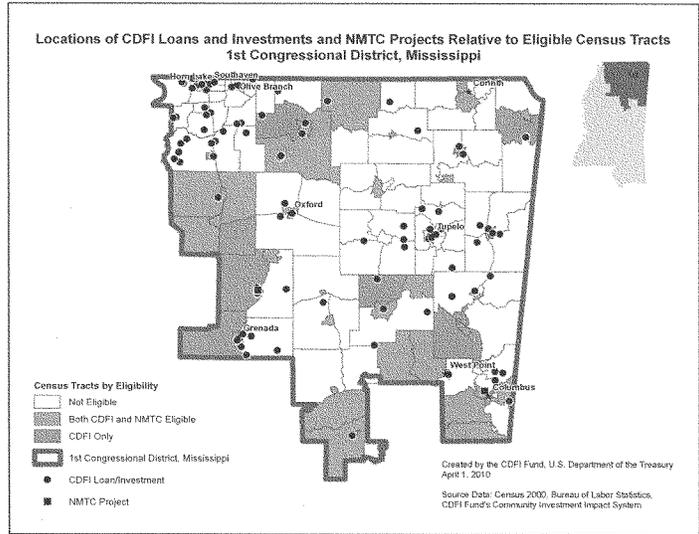 Locations of CDFI Loans and Investments and NMTC Projects Relative to Eligible Census Tracts
1st Congressional District, Mississippi
Horn Lake Southaven
Olive Branch
Corinth
Oxford
Tupelo
Grenada
West Point
Columbus
Census Tracts by Eligibility
Not Eligible
Both CDFI and NMTC Eligible
CDFI Only
1st Congressional District, Mississippi
CDFI Loan/Investment
NMTC Project
Created by the CDFI Fund, U.S. Department of the Treasury
April 1, 2010
Source Data: Census 2000, Bureau of Labor Statistics,
CDFI Fund's Community Investment Impact System